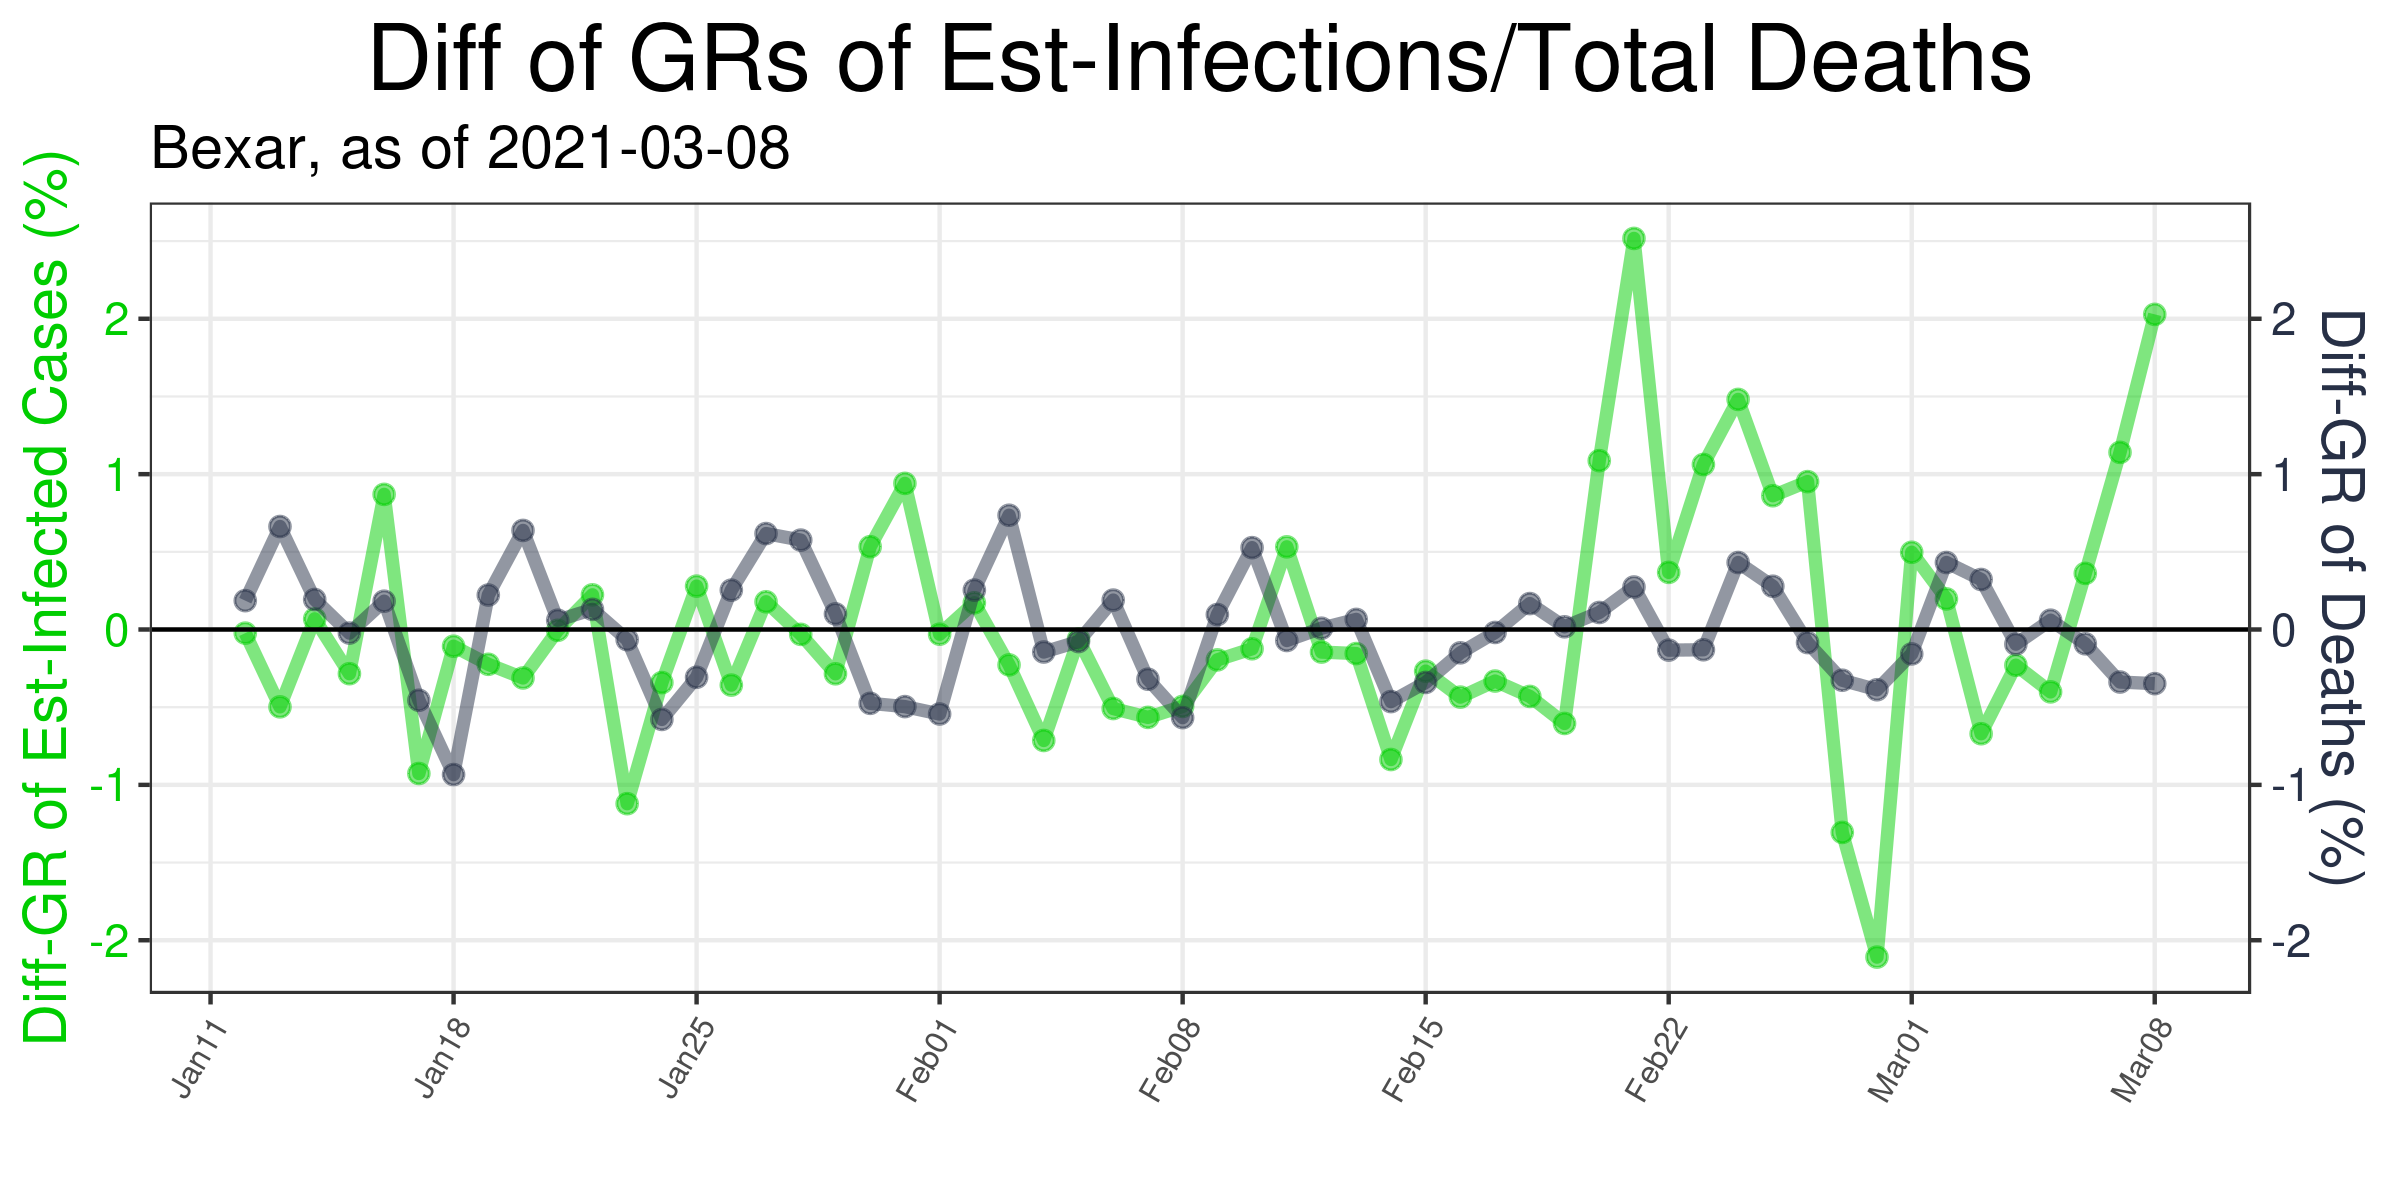 Diff of GRs of Est-Infections/Total Deaths
Bexar, as of 2021-03-08
Diff-GR of Est-Infected Cases (%)
2
1
0
-1
-2
2
1
0
-1
-2
Diff-GR of Deaths (%)
Jan11
Jan18
Jan25
Feb01
Feb08
Feb15
Feb22
Mar01
Mar08